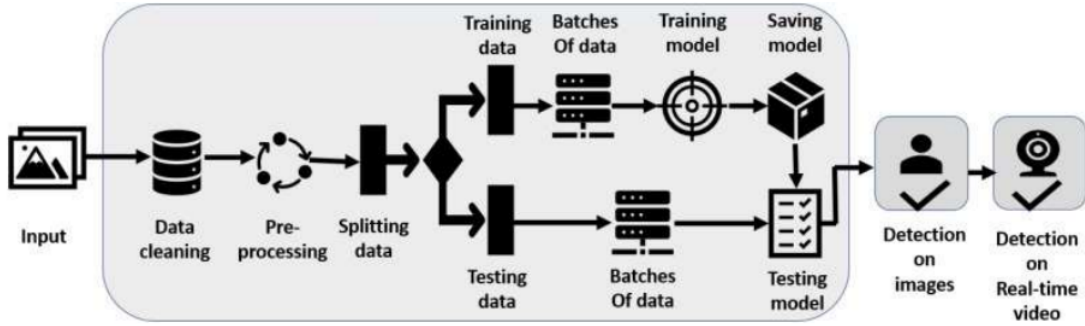 Input
Data
cleaning
Pre-
processing
Splitting
data
Training
data
Batches
Of data
Training
model
Saving
model
Testing
data
Batches
Of data
Testing
model
Detection
on
images
Detection
on
Real-time
video